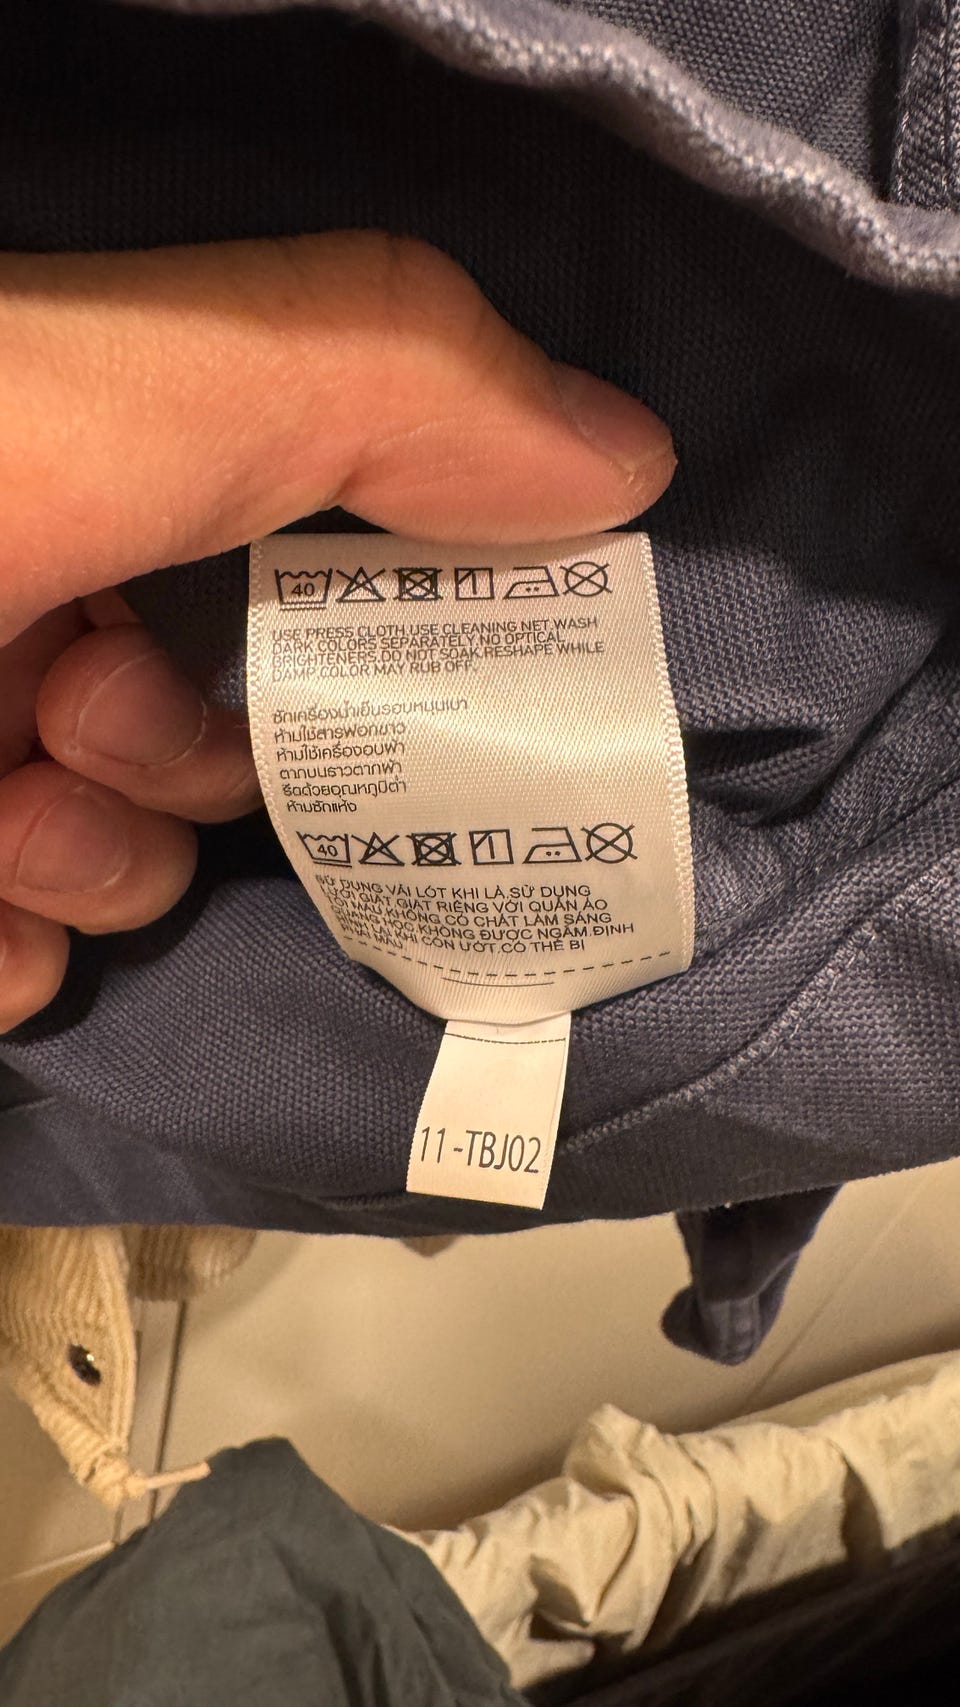 40
USE PRESS CLOTH.USE CLEANING NET.WASH
DARK COLORS SEPARATELY.NO OPTICAL
BRIGHTENERS DO NOT SOAK.RESHAPE WHILE
DAMP.COLOR MAY RUB OFF.
ซักเครื่องน้ำเย็นรอบหมุนเบา
ห้ามใช้สารฟอกขาว
ห้ามใช้เครื่องอบผ้า
ตากบนราวตากผ้า
รีดด้วยอุณหภูมิต่ำ
ห้ามซักแห้ง
40
SỬ DỤNG VẢI LÓT KHI LÀ.SỬ DỤNG
LƯỚI GIẶT GIẶT RIÊNG VỚI QUẦN ÁO
TỐI MÀU KHÔNG CÓ CHẤT LÀM SÁNG
QUANG HỌC.KHÔNG ĐƯỢC NGÂM.ĐỊNH
HÌNH LẠI KHI CÒN ƯỚT.CÓ THỂ BỊ
PHAI MÀU
11-TBJ02